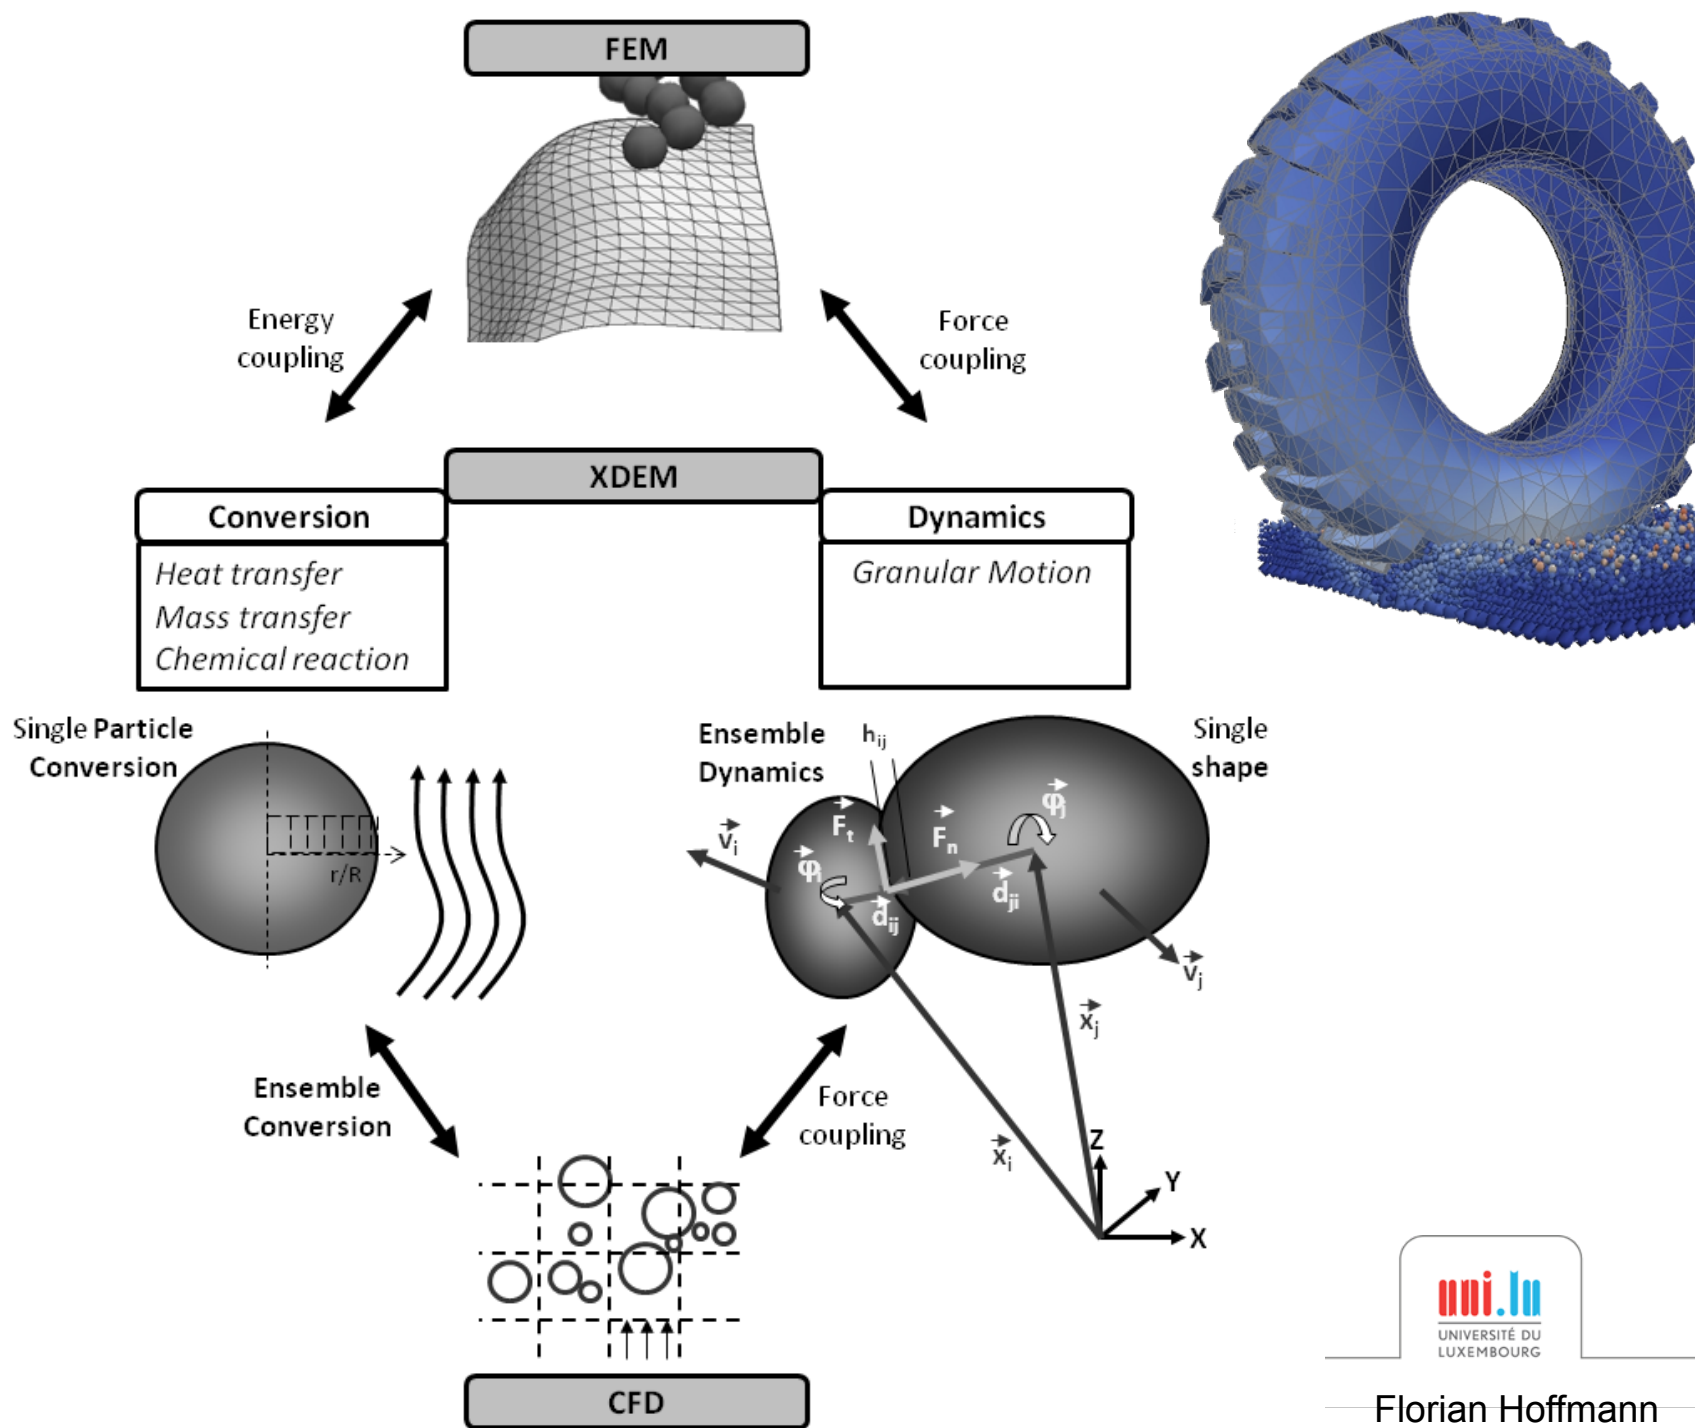 FEM
Energy
coupling
Force
coupling
XDEM
Conversion
Dynamics
Heat transfer
Mass transfer
Chemical reaction
Granular Motion
Single Particle
Conversion
r/R
Ensemble
Dynamics
hij
Single
shape
vi
Ft
Fn
φj
φi
dij
dji
vj
xj
xi
Ensemble
Conversion
Force
coupling
Z
Y
X
CFD
uni.lu
UNIVERSITÉ DU
LUXEMBOURG
Florian Hoffmann